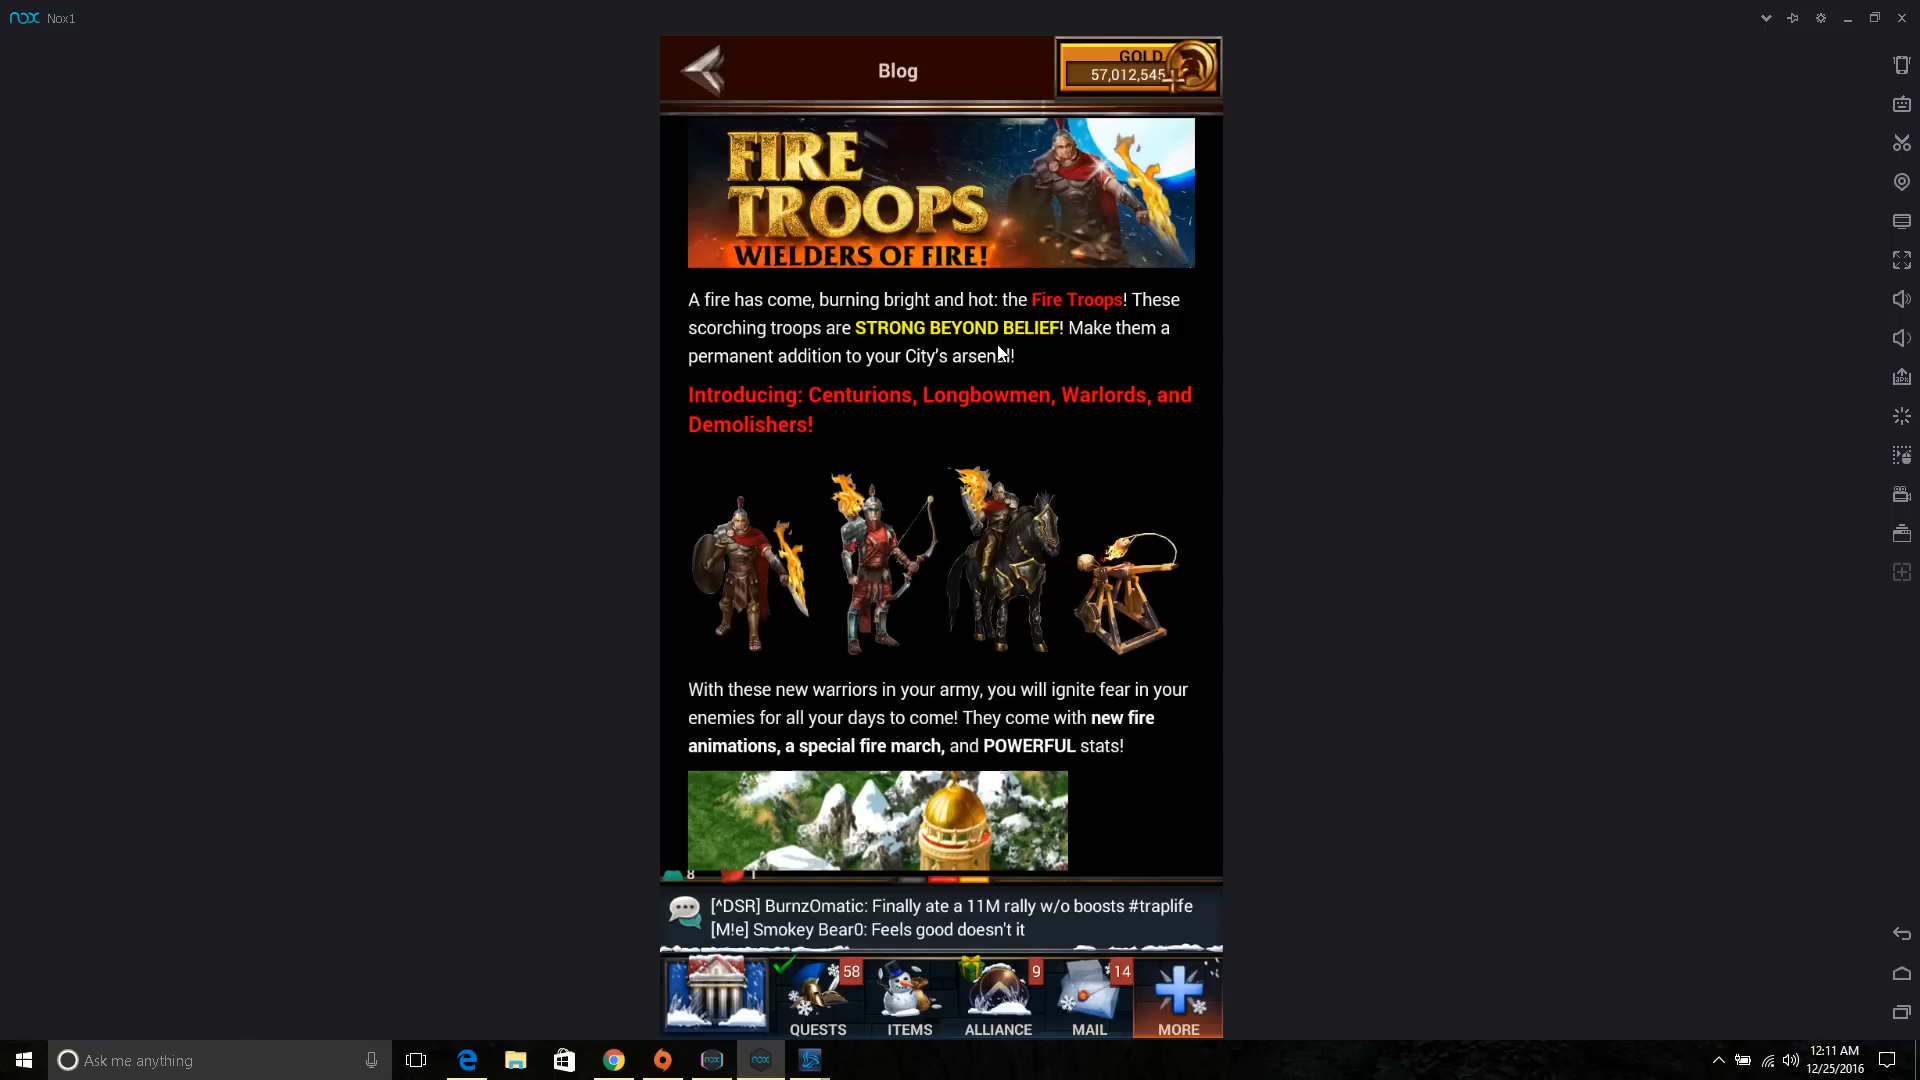 nox Nox1
Blog
GOLD
57,012,545
FIRE
TROOPS
WIELDERS OF FIRE!
A fire has come, burning bright and hot: the Fire Troops! These
scorching troops are STRONG BEYOND BELIEF! Make them a
permanent addition to your City's arsenal!
Introducing: Centurions, Longbowmen, Warlords, and
Demolishers!
With these new warriors in your army, you will ignite fear in your
enemies for all your days to come! They come with new fire
animations, a special fire march, and POWERFUL stats!
8 1
[^DSR] BurnzOmatic: Finally ate a 11M rally w/o boosts #traplife
[M!e] Smokey Bear0: Feels good doesn't it
58 9 14
QUESTS ITEMS ALLIANCE MAIL MORE
Ask me anything
12:11 AM
12/25/2016